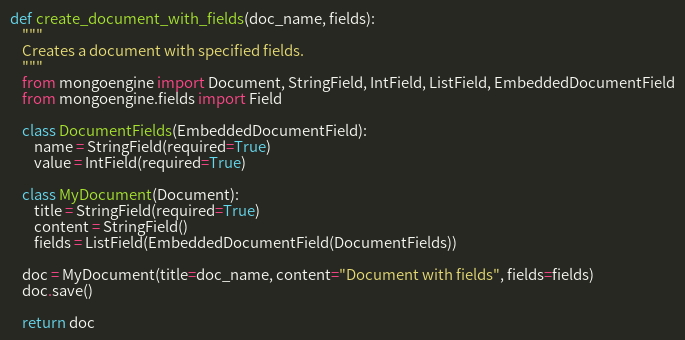 def create_document_with_fields(doc_name, fields):
    """
    Creates a document with specified fields.
    """
    from mongoengine import Document, StringField, IntField, ListField, EmbeddedDocumentField
    from mongoengine.fields import Field

    class DocumentFields(EmbeddedDocumentField):
        name = StringField(required=True)
        value = IntField(required=True)

    class MyDocument(Document):
        title = StringField(required=True)
        content = StringField()
        fields = ListField(EmbeddedDocumentField(DocumentFields))

    doc = MyDocument(title=doc_name, content="Document with fields", fields=fields)
    doc.save()

    return doc